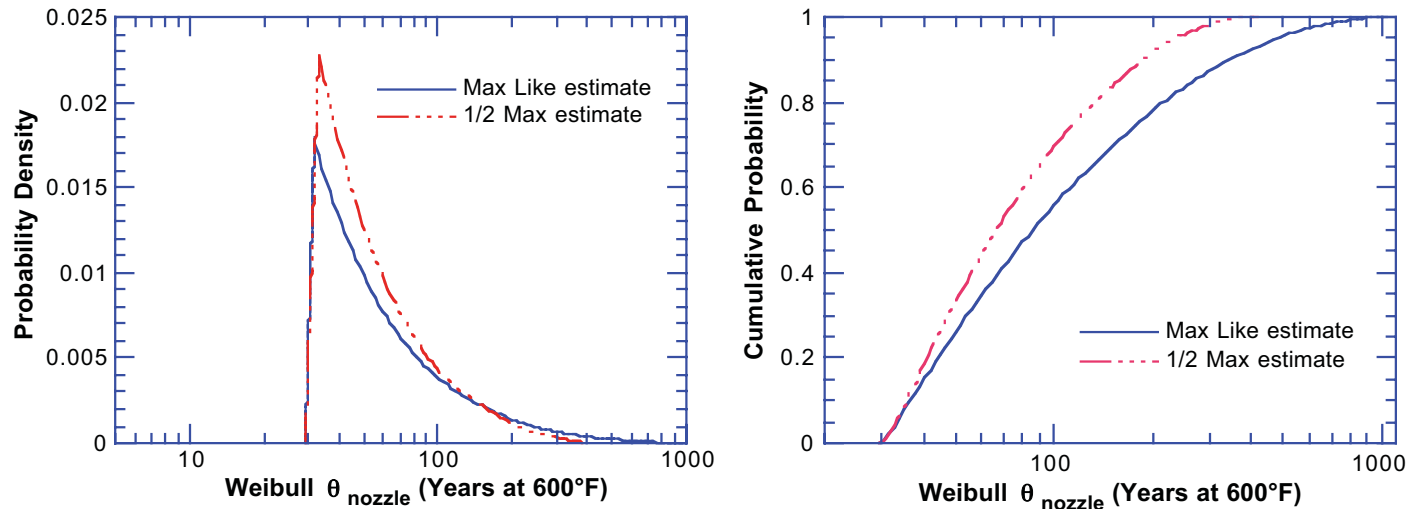 0.025
0.02
0.015
0.01
0.005
0
Probability Density
Max Like estimate
1/2 Max estimate
10
100
1000
Weibull θ nozzle (Years at 600°F)
1
0.8
0.6
0.4
0.2
0
Cumulative Probability
Max Like estimate
1/2 Max estimate
100
1000
Weibull θ nozzle (Years at 600°F)